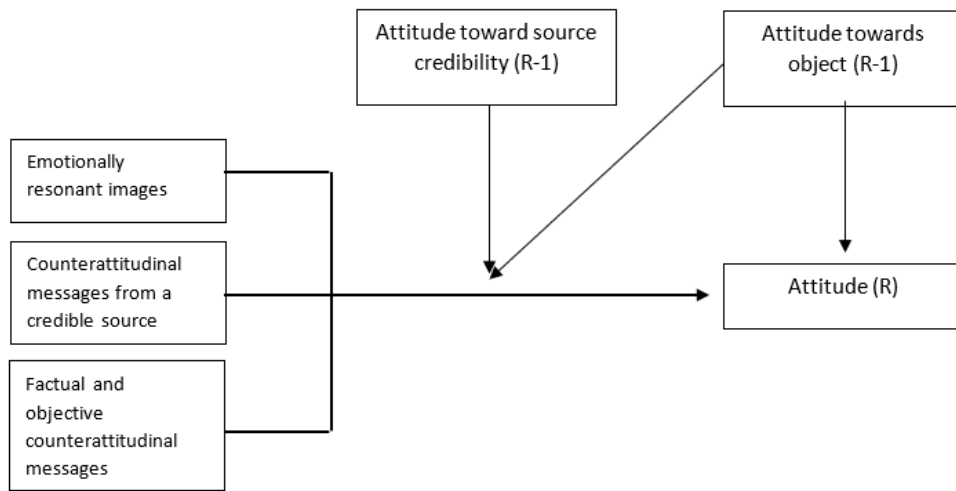 Attitude toward source
credibility (R-1)
Attitude towards
object (R-1)
Emotionally
resonant images
Counterattitudinal
messages from a
credible source
Attitude (R)
Factual and
objective
counterattitudinal
messages